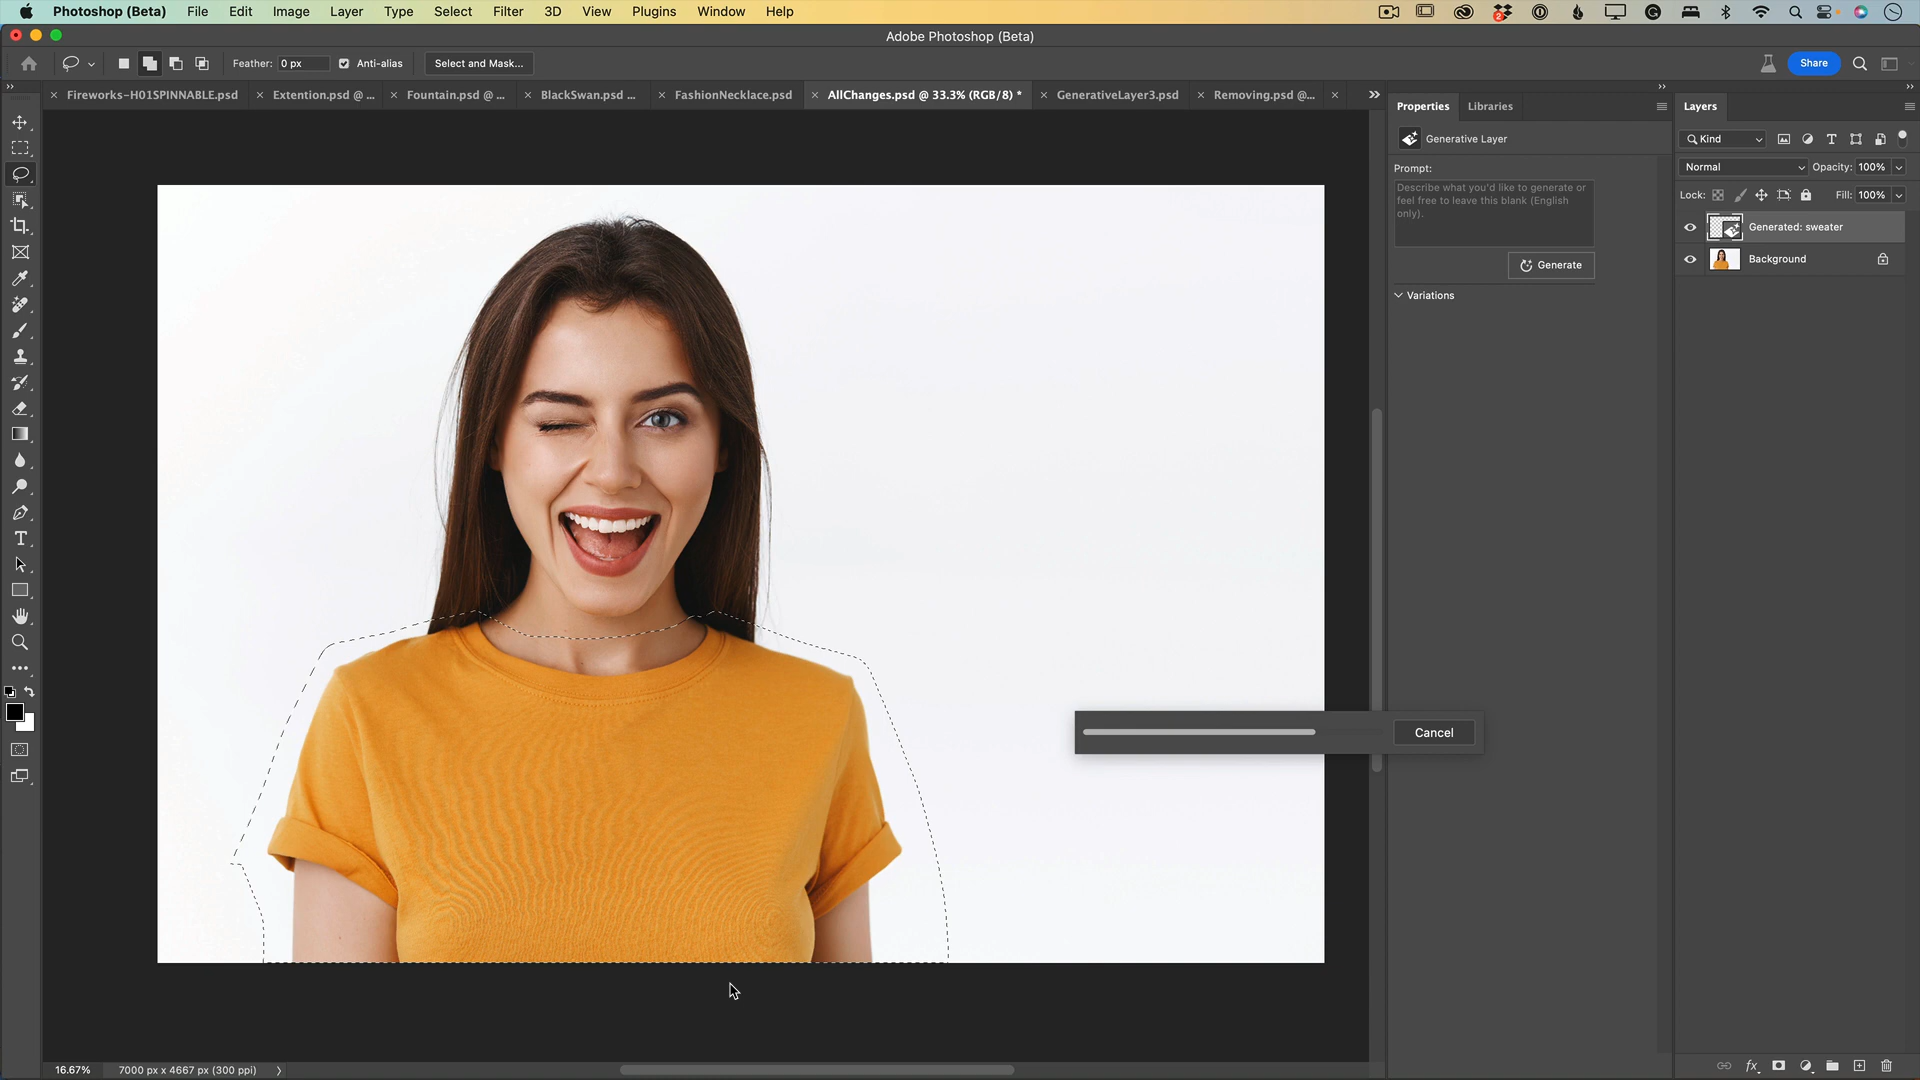 Photoshop (Beta) File Edit Image Layer Type Select Filter 3D View Plugins Window Help
2
Adobe Photoshop (Beta)
Feather: 0 px Anti-alias Select and Mask... Share
Fireworks-H01SPINNABLE.psd Extention.psd @ ... Fountain.psd @ ... BlackSwan.psd ... FashionNecklace.psd AllChanges.psd @ 33.3% (RGB/8) * GenerativeLayer3.psd Removing.psd @...
Properties Libraries
Generative Layer
Prompt:
Describe what you'd like to generate or
feel free to leave this blank (English
only).
Generate
Variations
Layers
Kind
Normal Opacity: 100%
Lock: Fill: 100%
Generated: sweater
Background
Cancel
16.67% 7000 px x 4667 px (300 ppi)